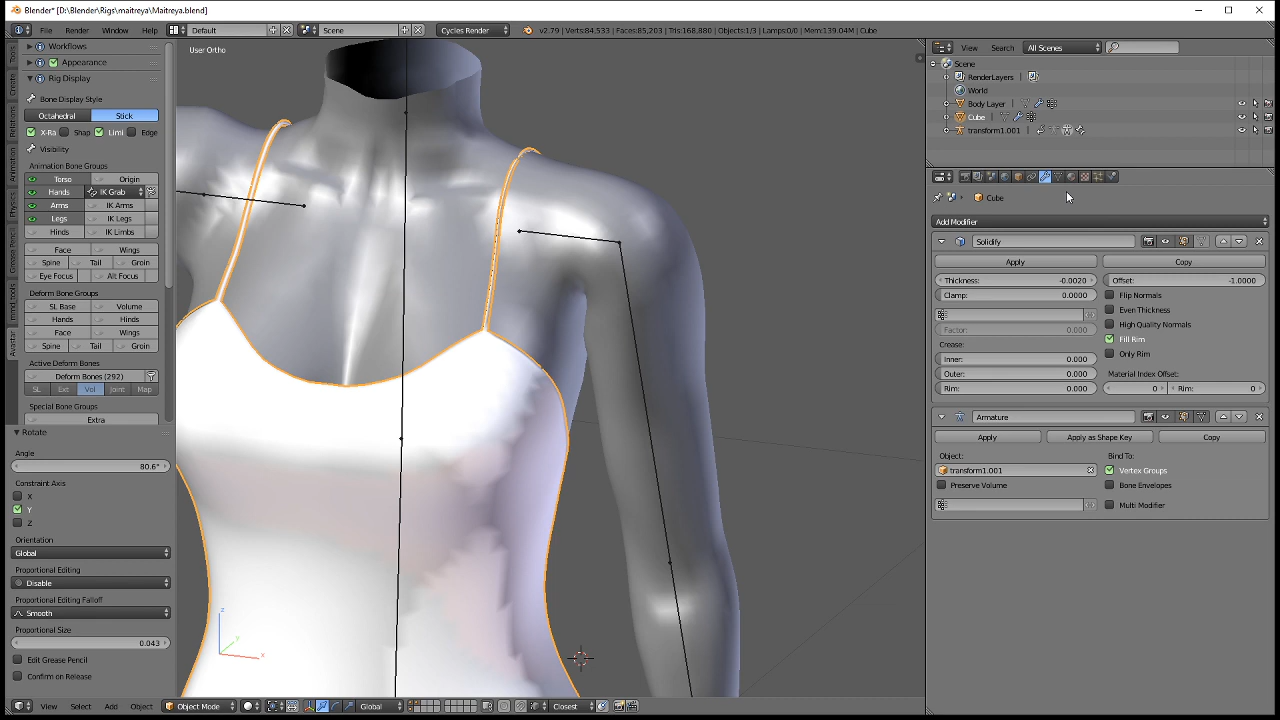 Blender* [D:\Blender\Rigs\maitreya\Maitreya.blend]
File Render Window Help Default Scene Cycles Render v2.79 | Verts:84,533 | Faces:85,203 | Tris:168,880 | Objects:1/3 | Lamps:0/0 | Mem:139.04M | Cube
Workflows
Appearance
Rig Display
Bone Display Style
Octahedral Stick
X-Ra Snap Limi Edge
Visibility
Animation Bone Groups
Torso Origin
Hands IK Grab
Arms IK Arms
Legs IK Legs
Hinds IK Limbs
Face Wings
Spine Tail Groin
Eye Focus Alt Focus
Deform Bone Groups
SL Base Volume
Hands Hinds
Face Wings
Spine Tail Groin
Active Deform Bones
Deform Bones (292)
SL Ext Vol Joint Map
Special Bone Groups
Extra
Tools
Create
Relations
Animation
Physics
Grease Pencil
Avastar
Rotate
Angle
80.6°
Constraint Axis
X
Y
Z
Orientation
Global
Proportional Editing
Disable
Proportional Editing Falloff
Smooth
Proportional Size
0.043
Edit Grease Pencil
Confirm on Release
User Ortho
z
y
x
View Select Add Object Object Mode Global Closest
View Search All Scenes
Scene
RenderLayers
World
Body Layer
Cube
transform1.001
Cube
Add Modifier
Solidify
Apply Copy
Thickness: -0.0020 Offset: -1.0000
Clamp: 0.0000 Flip Normals
Even Thickness
Factor: 0.000 High Quality Normals
Crease: Fill Rim
Inner: 0.000 Only Rim
Outer: 0.000 Material Index Offset:
Rim: 0.000 0 Rim: 0
Armature
Apply Apply as Shape Key Copy
Object: Bind To:
transform1.001 Vertex Groups
Preserve Volume Bone Envelopes
Multi Modifier